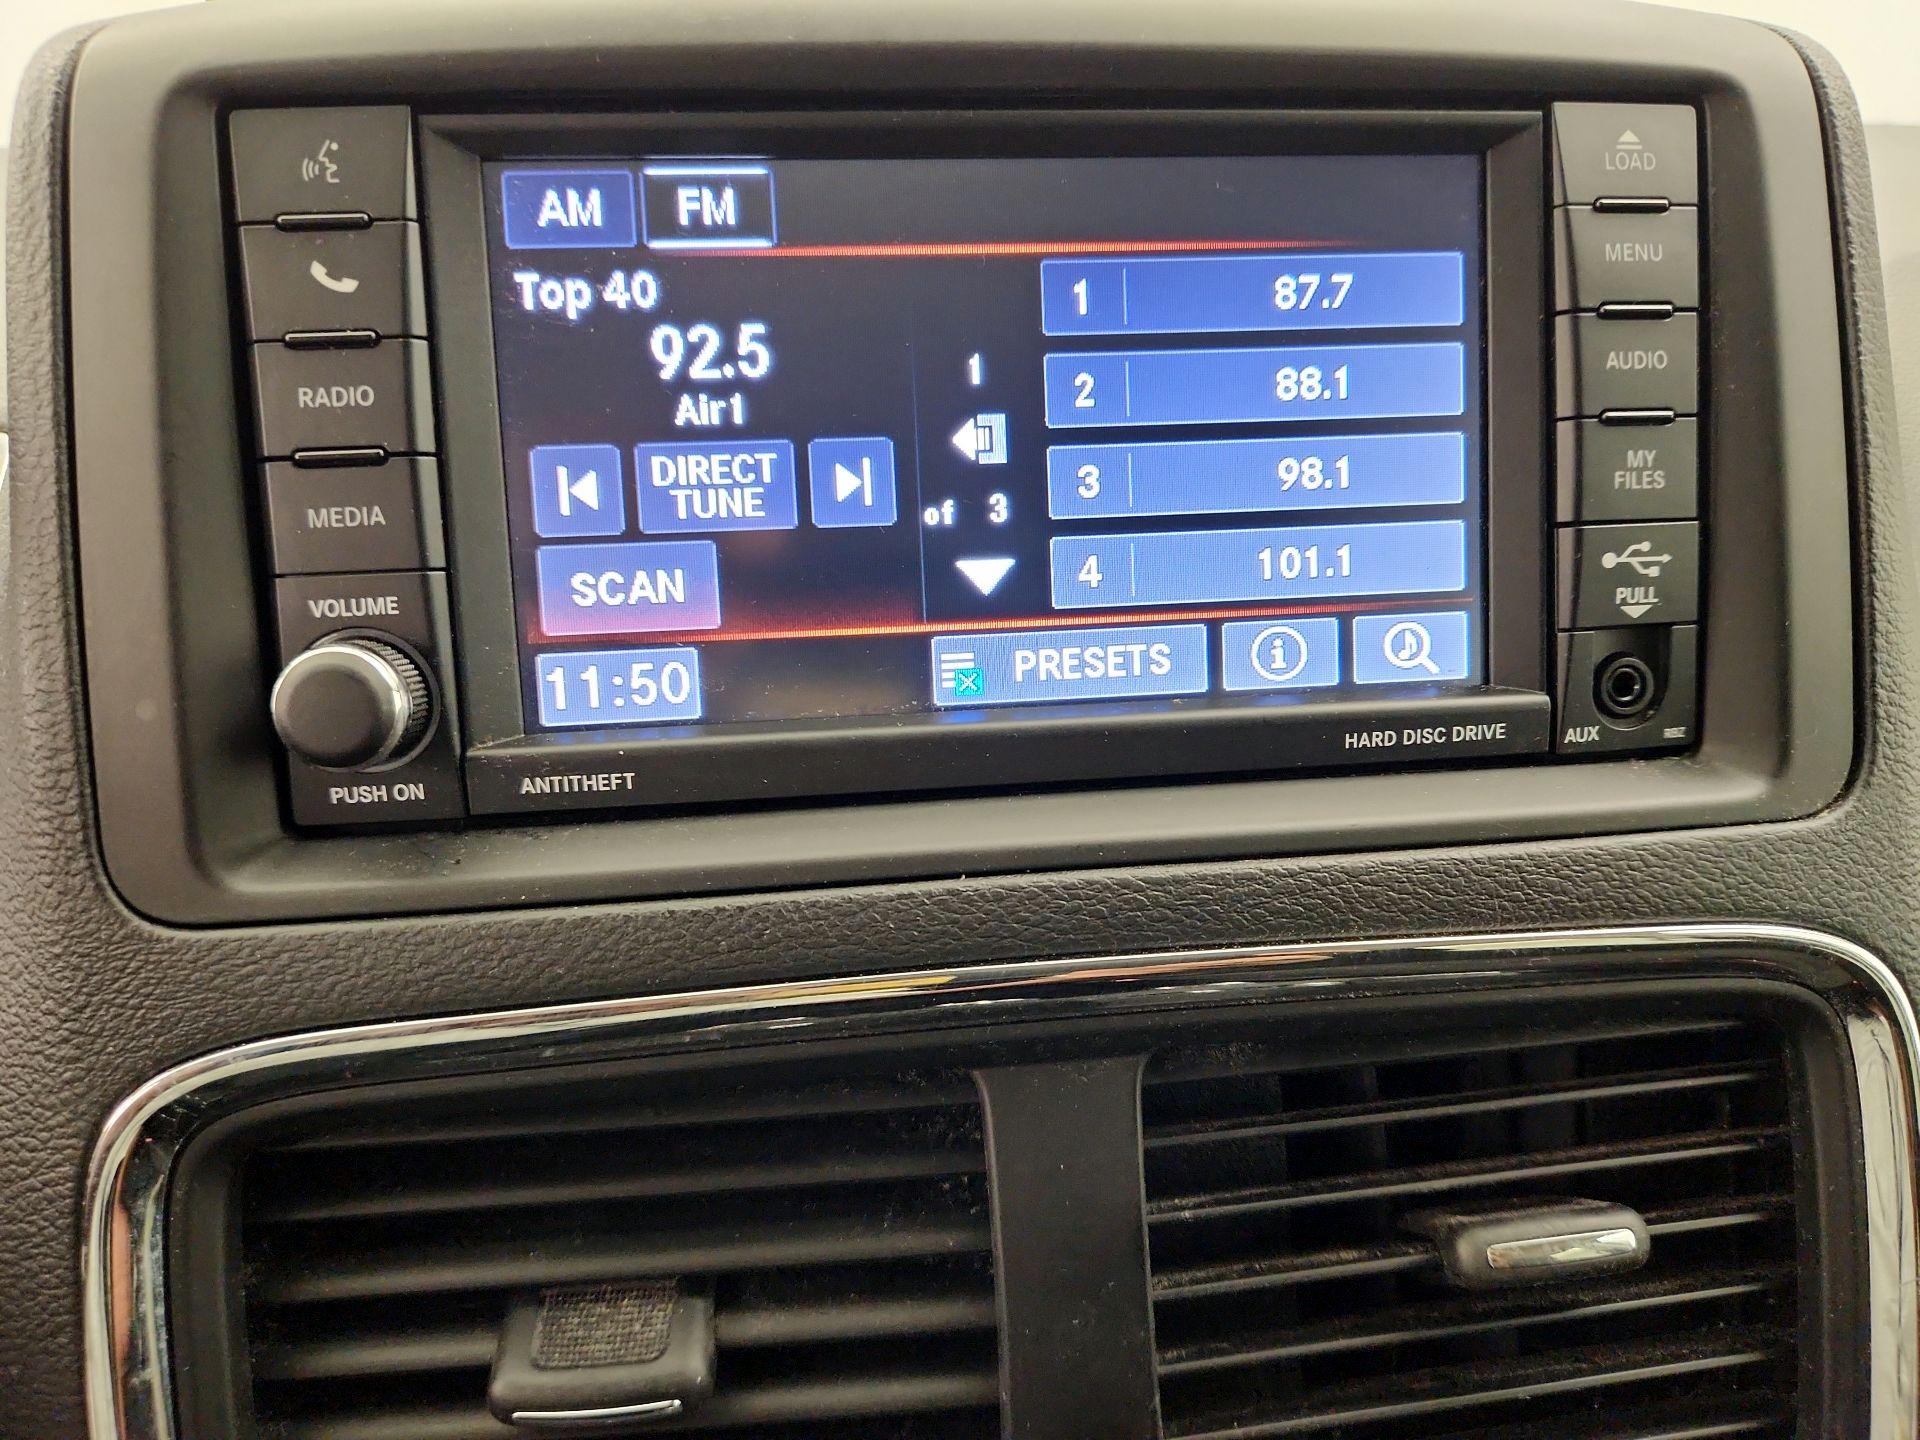 AM FM
Top 40
92.5
Air1
DIRECT
TUNE
SCAN
11:50
1
of 3
1 87.7
2 88.1
3 98.1
4 101.1
PRESETS
RADIO
MEDIA
VOLUME
PUSH ON
LOAD
MENU
AUDIO
MY
FILES
PULL
AUX RBZ
ANTITHEFT
HARD DISC DRIVE